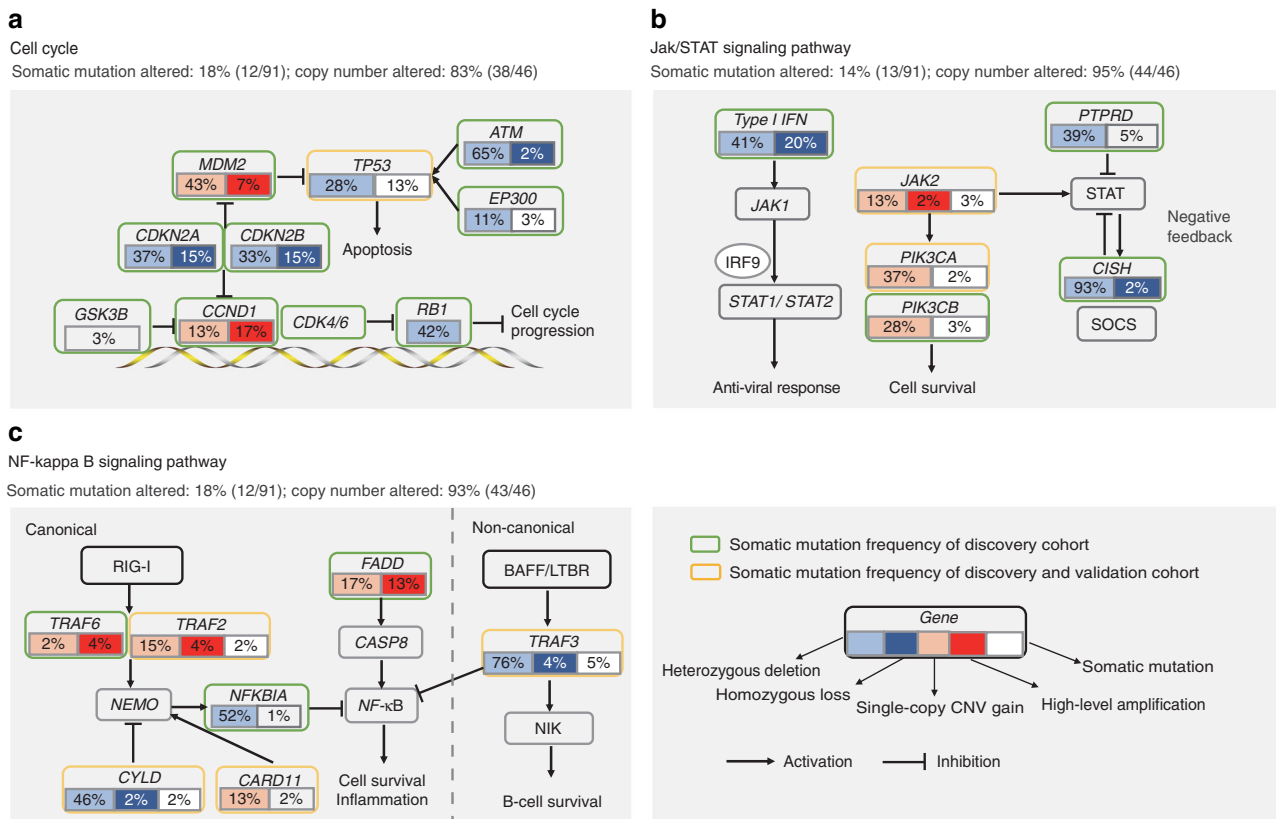 a
Cell cycle
Somatic mutation altered: 18% (12/91); copy number altered: 83% (38/46)
ATM
65% 2%
MDM2
43% 7%
TP53
28% 13%
EP300
11% 3%
CDKN2A
37% 15%
CDKN2B
33% 15%
Apoptosis
GSK3B
3%
CCND1
13% 17%
CDK4/6
RB1
42%
Cell cycle
progression
b
Jak/STAT signaling pathway
Somatic mutation altered: 14% (13/91); copy number altered: 95% (44/46)
Type I IFN
41% 20%
PTPRD
39% 5%
JAK2
13% 2% 3%
JAK1
STAT
Negative
feedback
IRF9
PIK3CA
37% 2%
CISH
93% 2%
STAT1/ STAT2
PIK3CB
28% 3%
SOCS
Anti-viral response
Cell survival
c
NF-kappa B signaling pathway
Somatic mutation altered: 18% (12/91); copy number altered: 93% (43/46)
Canonical
Non-canonical
RIG-I
FADD
17% 13%
BAFF/LTBR
TRAF6
2% 4%
TRAF2
15% 4% 2%
CASP8
TRAF3
76% 4% 5%
NEMO
NFKBIA
52% 1%
NF-κB
NIK
CYLD
46% 2% 2%
CARD11
13% 2%
Cell survival
Inflammation
B-cell survival
Somatic mutation frequency of discovery cohort
Somatic mutation frequency of discovery and validation cohort
Gene
Heterozygous deletion
Homozygous loss
Single-copy CNV gain
High-level amplification
Somatic mutation
Activation
Inhibition